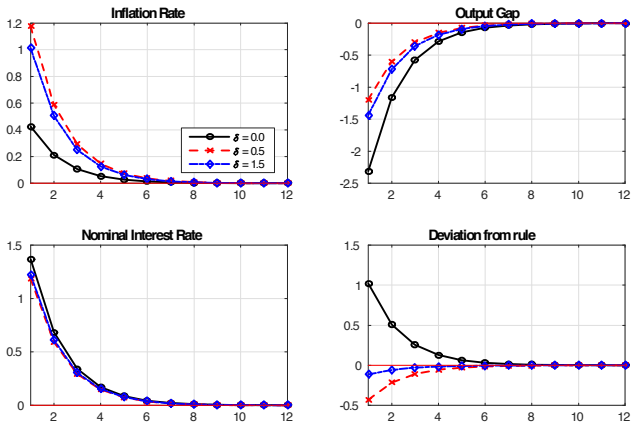 Inflation Rate
1.2
1
0.8
0.6
0.4
0.2
0
2 4 6 8 10 12
δ = 0.0
δ = 0.5
δ = 1.5
Output Gap
0
-0.5
-1
-1.5
-2
-2.5
2 4 6 8 10 12
Nominal Interest Rate
1.5
1
0.5
0
2 4 6 8 10 12
Deviation from rule
1.5
1
0.5
0
-0.5
2 4 6 8 10 12